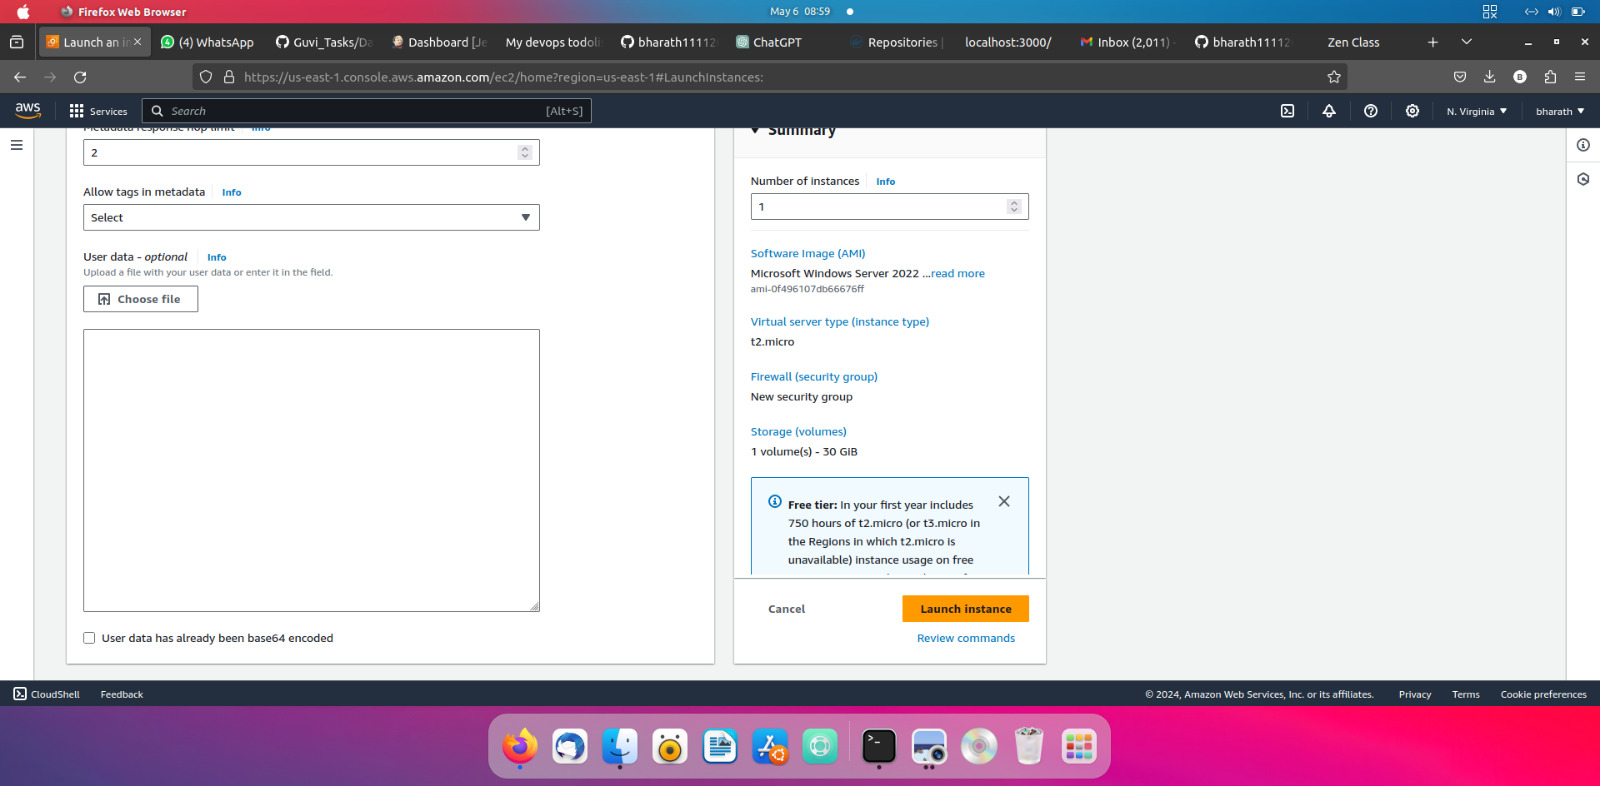 Firefox Web Browser
May 6 08:59
Launch an in
(4) WhatsApp
Guvi_Tasks/Da
Dashboard [Je
My devops todoli
bharath11112
ChatGPT
Repositories |
localhost:3000/
Inbox (2,011) -
bharath11112
Zen Class
https://us-east-1.console.aws.amazon.com/ec2/home?region=us-east-1#LaunchInstances:
aws
Services
Search
[Alt+S]
N. Virginia
bharath
Metadata response hop limit
Info
2
Allow tags in metadata
Info
Select
User data - optional
Info
Upload a file with your user data or enter it in the field.
Choose file
User data has already been base64 encoded
Summary
Number of instances
Info
1
Software Image (AMI)
Microsoft Windows Server 2022 ...read more
ami-0f496107db66676ff
Virtual server type (instance type)
t2.micro
Firewall (security group)
New security group
Storage (volumes)
1 volume(s) - 30 GiB
Free tier: In your first year includes
750 hours of t2.micro (or t3.micro in
the Regions in which t2.micro is
unavailable) instance usage on free
Cancel
Launch instance
Review commands
CloudShell
Feedback
© 2024, Amazon Web Services, Inc. or its affiliates.
Privacy
Terms
Cookie preferences